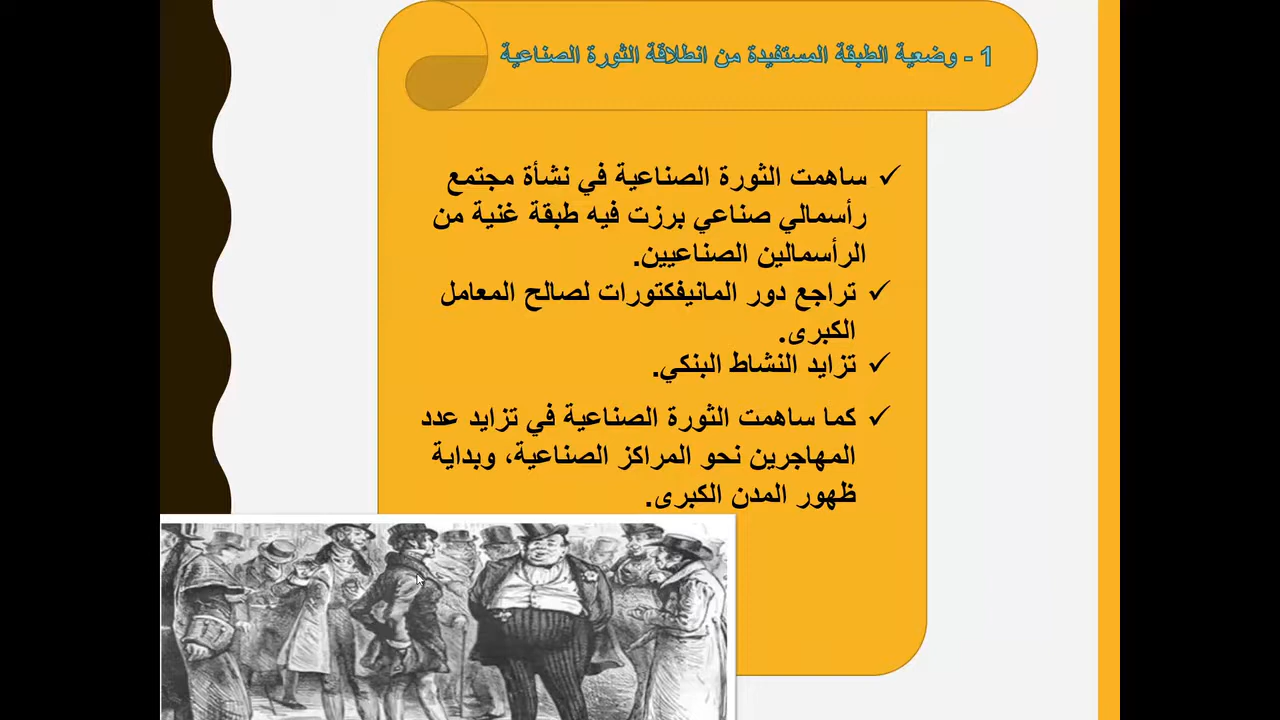 1 - وضعية الطبقة المستفيدة من انطلاقة الثورة الصناعية
✓ ساهمت الثورة الصناعية في نشأة مجتمع
رأسمالي صناعي برزت فيه طبقة غنية من
الرأسمالين الصناعيين.
✓ تراجع دور المانيفكتورات لصالح المعامل
الكبرى.
✓ تزايد النشاط البنكي.
✓ كما ساهمت الثورة الصناعية في تزايد عدد
المهاجرين نحو المراكز الصناعية، وبداية
ظهور المدن الكبرى.